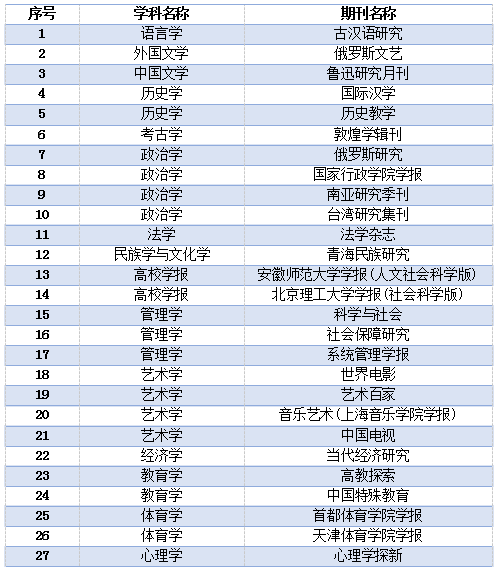 序号 学科名称 期刊名称
1 语言学 古汉语研究
2 外国文学 俄罗斯文艺
3 中国文学 鲁迅研究月刊
4 历史学 国际汉学
5 历史学 历史教学
6 考古学 敦煌学辑刊
7 政治学 俄罗斯研究
8 政治学 国家行政学院学报
9 政治学 南亚研究季刊
10 政治学 台湾研究集刊
11 法学 法学杂志
12 民族学与文化学 青海民族研究
13 高校学报 安徽师范大学学报(人文社会科学版)
14 高校学报 北京理工大学学报(社会科学版)
15 管理学 科学与社会
16 管理学 社会保障研究
17 管理学 系统管理学报
18 艺术学 世界电影
19 艺术学 艺术百家
20 艺术学 音乐艺术(上海音乐学院学报)
21 艺术学 中国电视
22 经济学 当代经济研究
23 教育学 高教探索
24 教育学 中国特殊教育
25 体育学 首都体育学院学报
26 体育学 天津体育学院学报
27 心理学 心理学探新